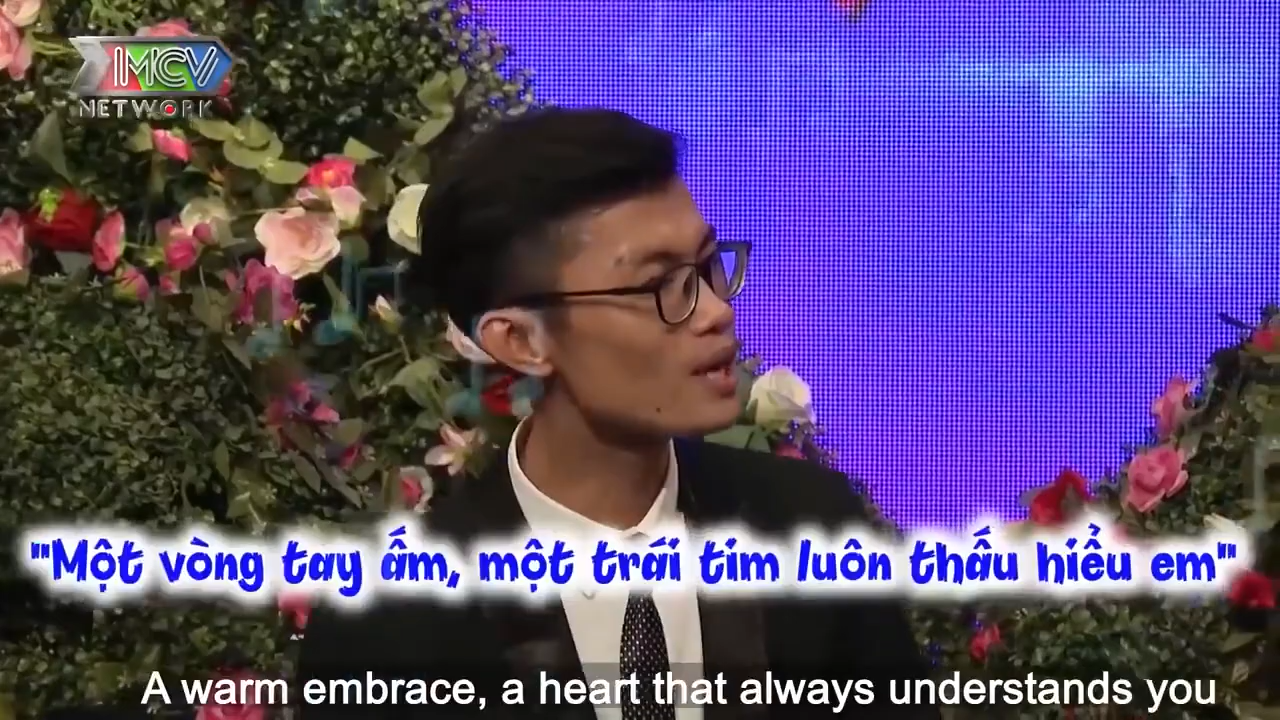 MCV
NETWORK
"'Một vòng tay ấm, một trái tim luôn thấu hiểu em'"
A warm embrace, a heart that always understands you